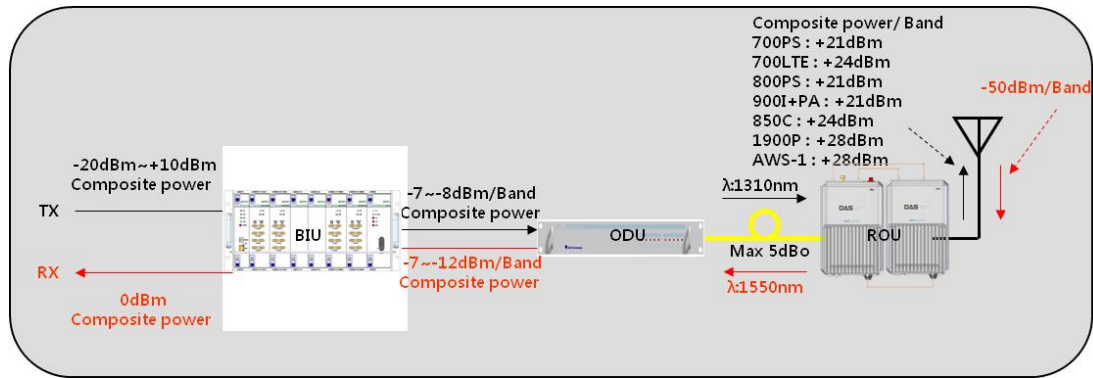 Composite power/ Band
700PS : +21dBm
700LTE : +24dBm
800PS : +21dBm
900I+PA : +21dBm
850C : +24dBm
1900P : +28dBm
AWS-1 : +28dBm
-50dBm/Band
-20dBm~+10dBm
Composite power
-7~-8dBm/Band
Composite power
λ:1310nm
TX
BIU
ODU
ROU
DAS
DAS
Max 5dBo
RX
-7~-12dBm/Band
Composite power
λ:1550nm
0dBm
Composite power